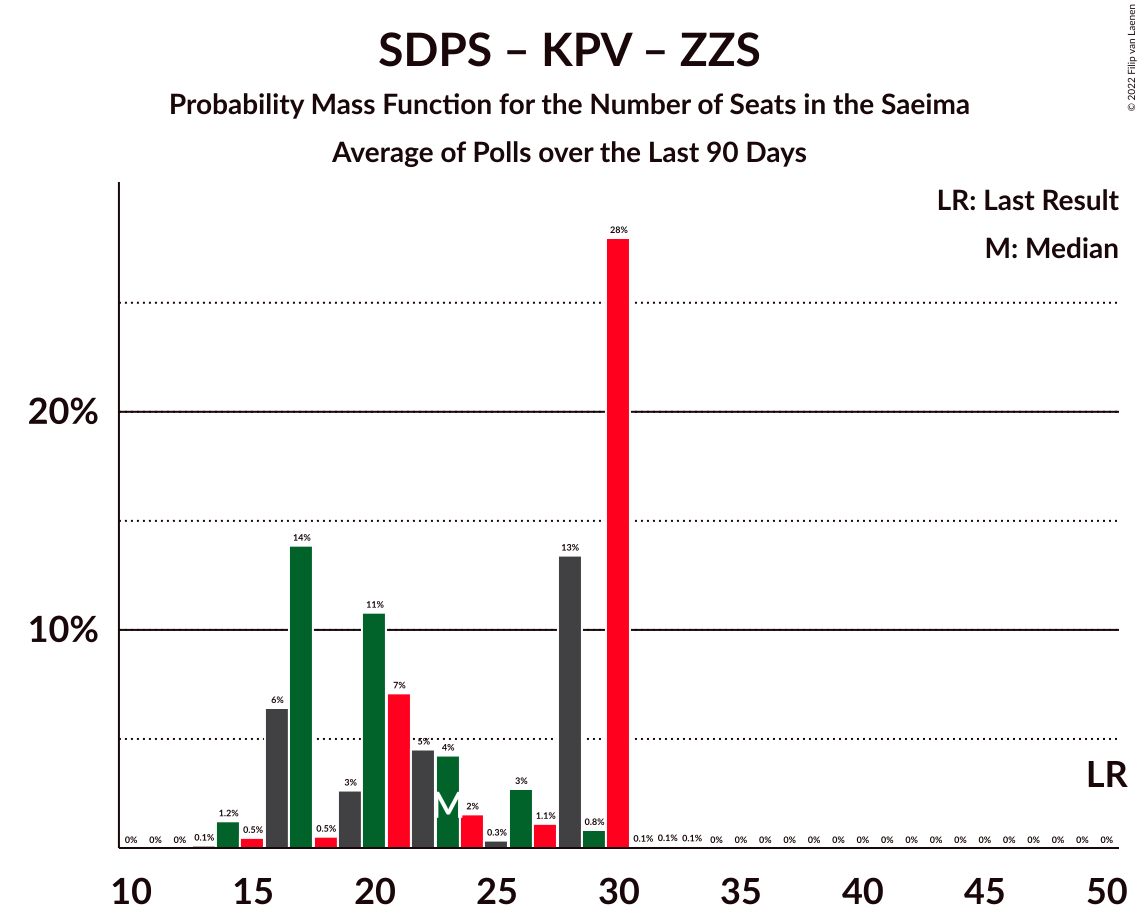 SDPS – KPV – ZZS
Probability Mass Function for the Number of Seats in the Saeima
Average of Polls over the Last 90 Days
© 2022 Filip van Laenen
LR: Last Result
M: Median
28%
20%
14%
13%
11%
10%
7%
6%
5%
4%
3%
3%
2%
1.2%
1.1%
0.8%
0.5%
0.5%
0.3%
M
LR
0% 0% 0% 0.1% 0.1% 0.1% 0.1% 0% 0% 0% 0% 0% 0% 0% 0% 0% 0% 0% 0% 0% 0% 0% 0% 0%
10 15 20 25 30 35 40 45 50